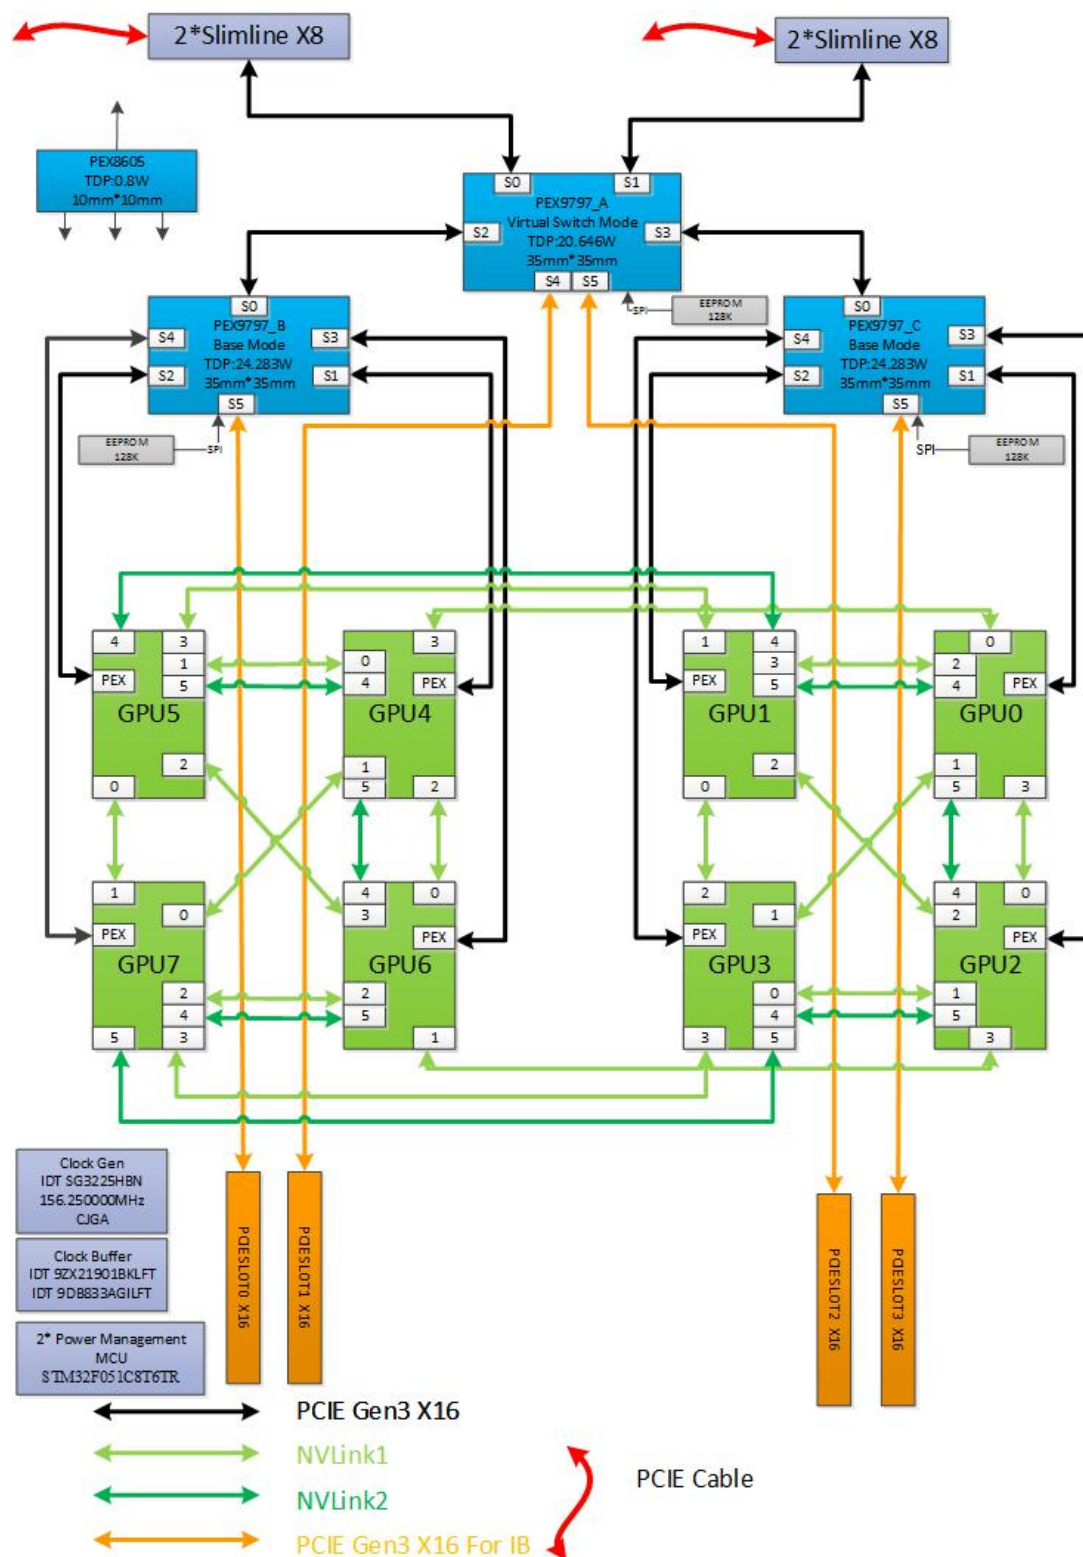 2*Slimline X8
2*Slimline X8
PEX8605
TDP:0.8W
10mm*10mm
S0
S1
PEX9797_A
Virtual Switch Mode
TDP:20.646W
35mm*35mm
S2
S3
S4
S5
SPI
EEPROM
128K
S0
PEX9797_B
Base Mode
TDP:24.283W
35mm*35mm
S4
S3
S2
S1
S5
EEPROM
128K
SPI
S0
PEX9797_C
Base Mode
TDP:24.283W
35mm*35mm
S4
S3
S2
S1
S5
SPI
EEPROM
128K
4
3
1
5
PEX
GPU5
2
0
3
0
4
PEX
GPU4
1
5
2
1
4
3
5
PEX
GPU1
2
0
0
2
4
PEX
GPU0
1
5
3
1
0
PEX
GPU7
2
4
3
5
4
0
3
PEX
GPU6
2
5
1
2
1
PEX
GPU3
0
4
5
3
4
0
2
PEX
GPU2
1
5
3
Clock Gen
IDT SG3225HBN
156.250000MHz
CJGA
Clock Buffer
IDT 9ZX21901BKLFT
IDT 9DB833AGILFT
2* Power Management
MCU
STM32F051C8T6TR
PCIESLOT0 X16
PCIESLOT1 X16
PCIESLOT2 X16
PCIESLOT3 X16
PCIE Gen3 X16
NVLink1
NVLink2
PCIE Gen3 X16 For IB
PCIE Cable